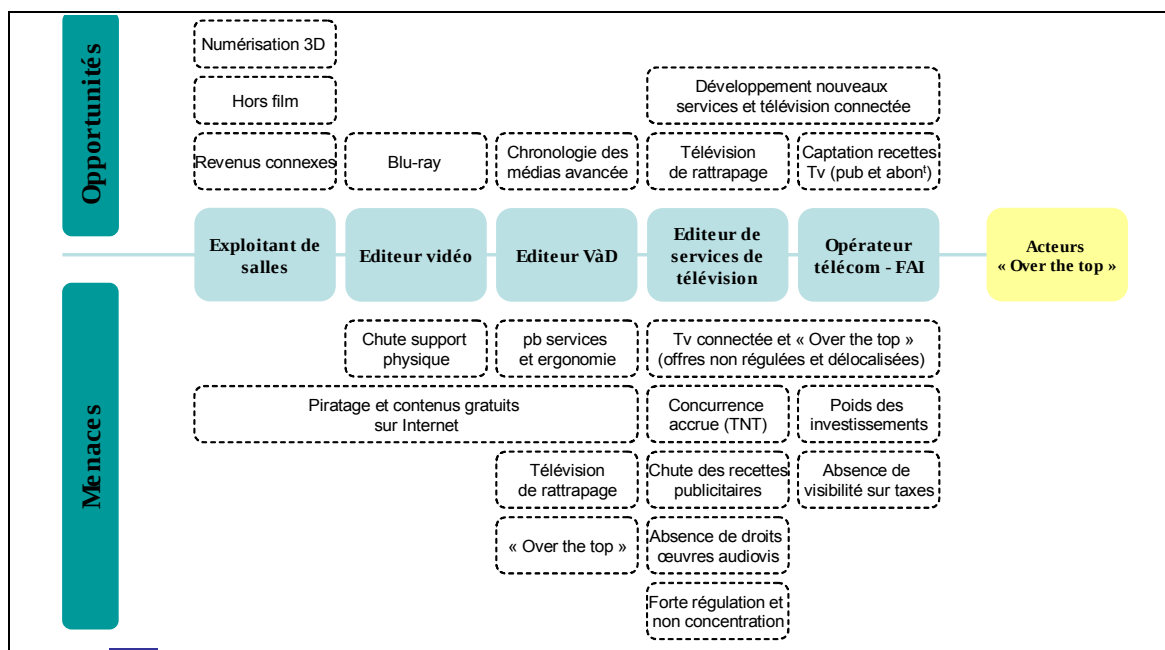 Opportunités
Numérisation 3D
Hors film
Développement nouveaux
services et télévision connectée
Revenus connexes
Blu-ray
Chronologie des
médias avancée
Télévision
de rattrapage
Captation recettes
Tv (pub et abonᵗ)
Exploitant de
salles
Editeur vidéo
Editeur VàD
Editeur de
services de
télévision
Opérateur
télécom - FAI
Acteurs
« Over the top »
Menaces
Chute support
physique
pb services
et ergonomie
Tv connectée et « Over the top »
(offres non régulées et délocalisées)
Piratage et contenus gratuits
sur Internet
Concurrence
accrue (TNT)
Poids des
investissements
Télévision
de rattrapage
Chute des recettes
publicitaires
Absence de
visibilité sur taxes
« Over the top »
Absence de droits
œuvres audiovis
Forte régulation et
non concentration